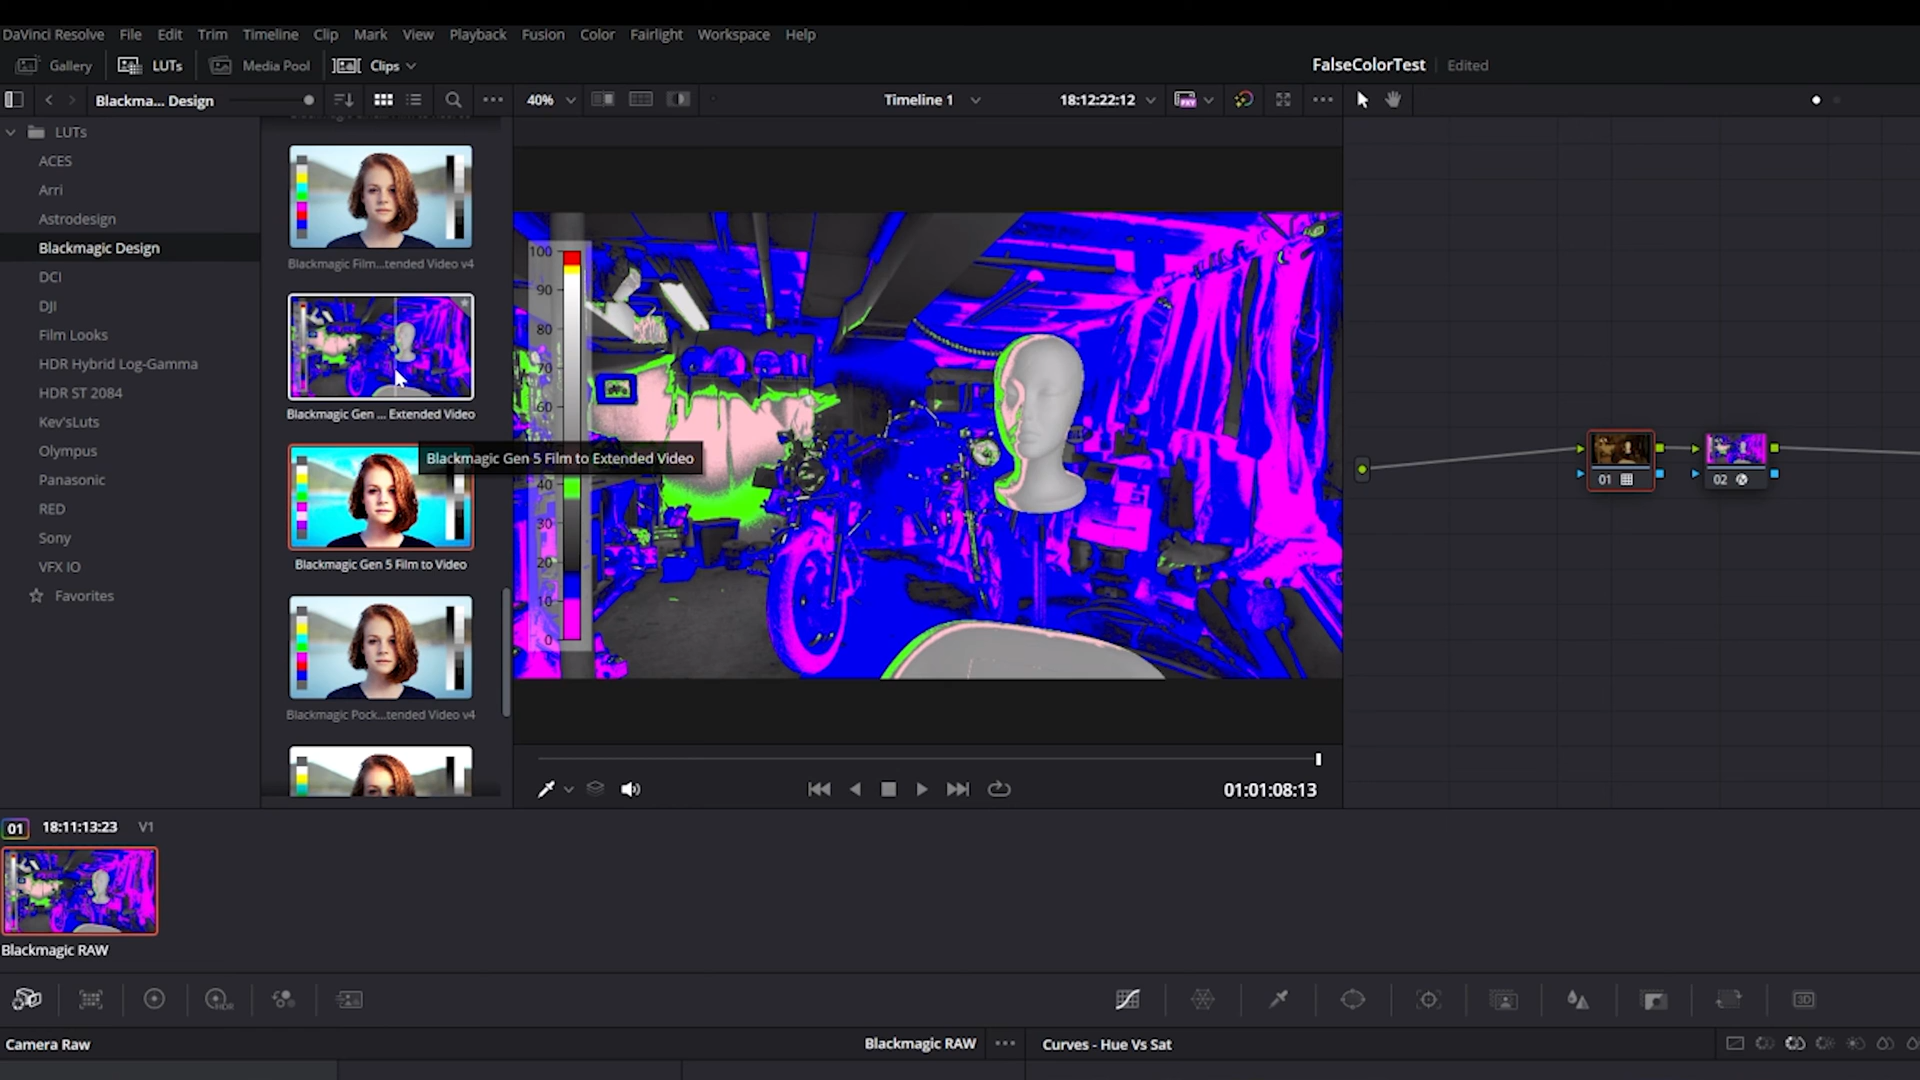 DaVinci Resolve File Edit Trim Timeline Clip Mark View Playback Fusion Color Fairlight Workspace Help
Gallery LUTs Media Pool Clips FalseColorTest Edited
Blackma... Design 40% Timeline 1 18:12:22:12
LUTs
ACES
Arri
Astrodesign
Blackmagic Design
DCI
DJI
Film Looks
HDR Hybrid Log-Gamma
HDR ST 2084
Kev'sLuts
Olympus
Panasonic
RED
Sony
VFX IO
Favorites
Blackmagic Film...tended Video v4
Blackmagic Gen ... Extended Video
Blackmagic Gen 5 Film to Extended Video
Blackmagic Gen 5 Film to Video
Blackmagic Pock...tended Video v4
100
90
80
70
60
40
30
20
10
0
01 02
01:01:08:13
01 18:11:13:23 V1
Blackmagic RAW
HDR
3D
Camera Raw Blackmagic RAW Curves - Hue Vs Sat